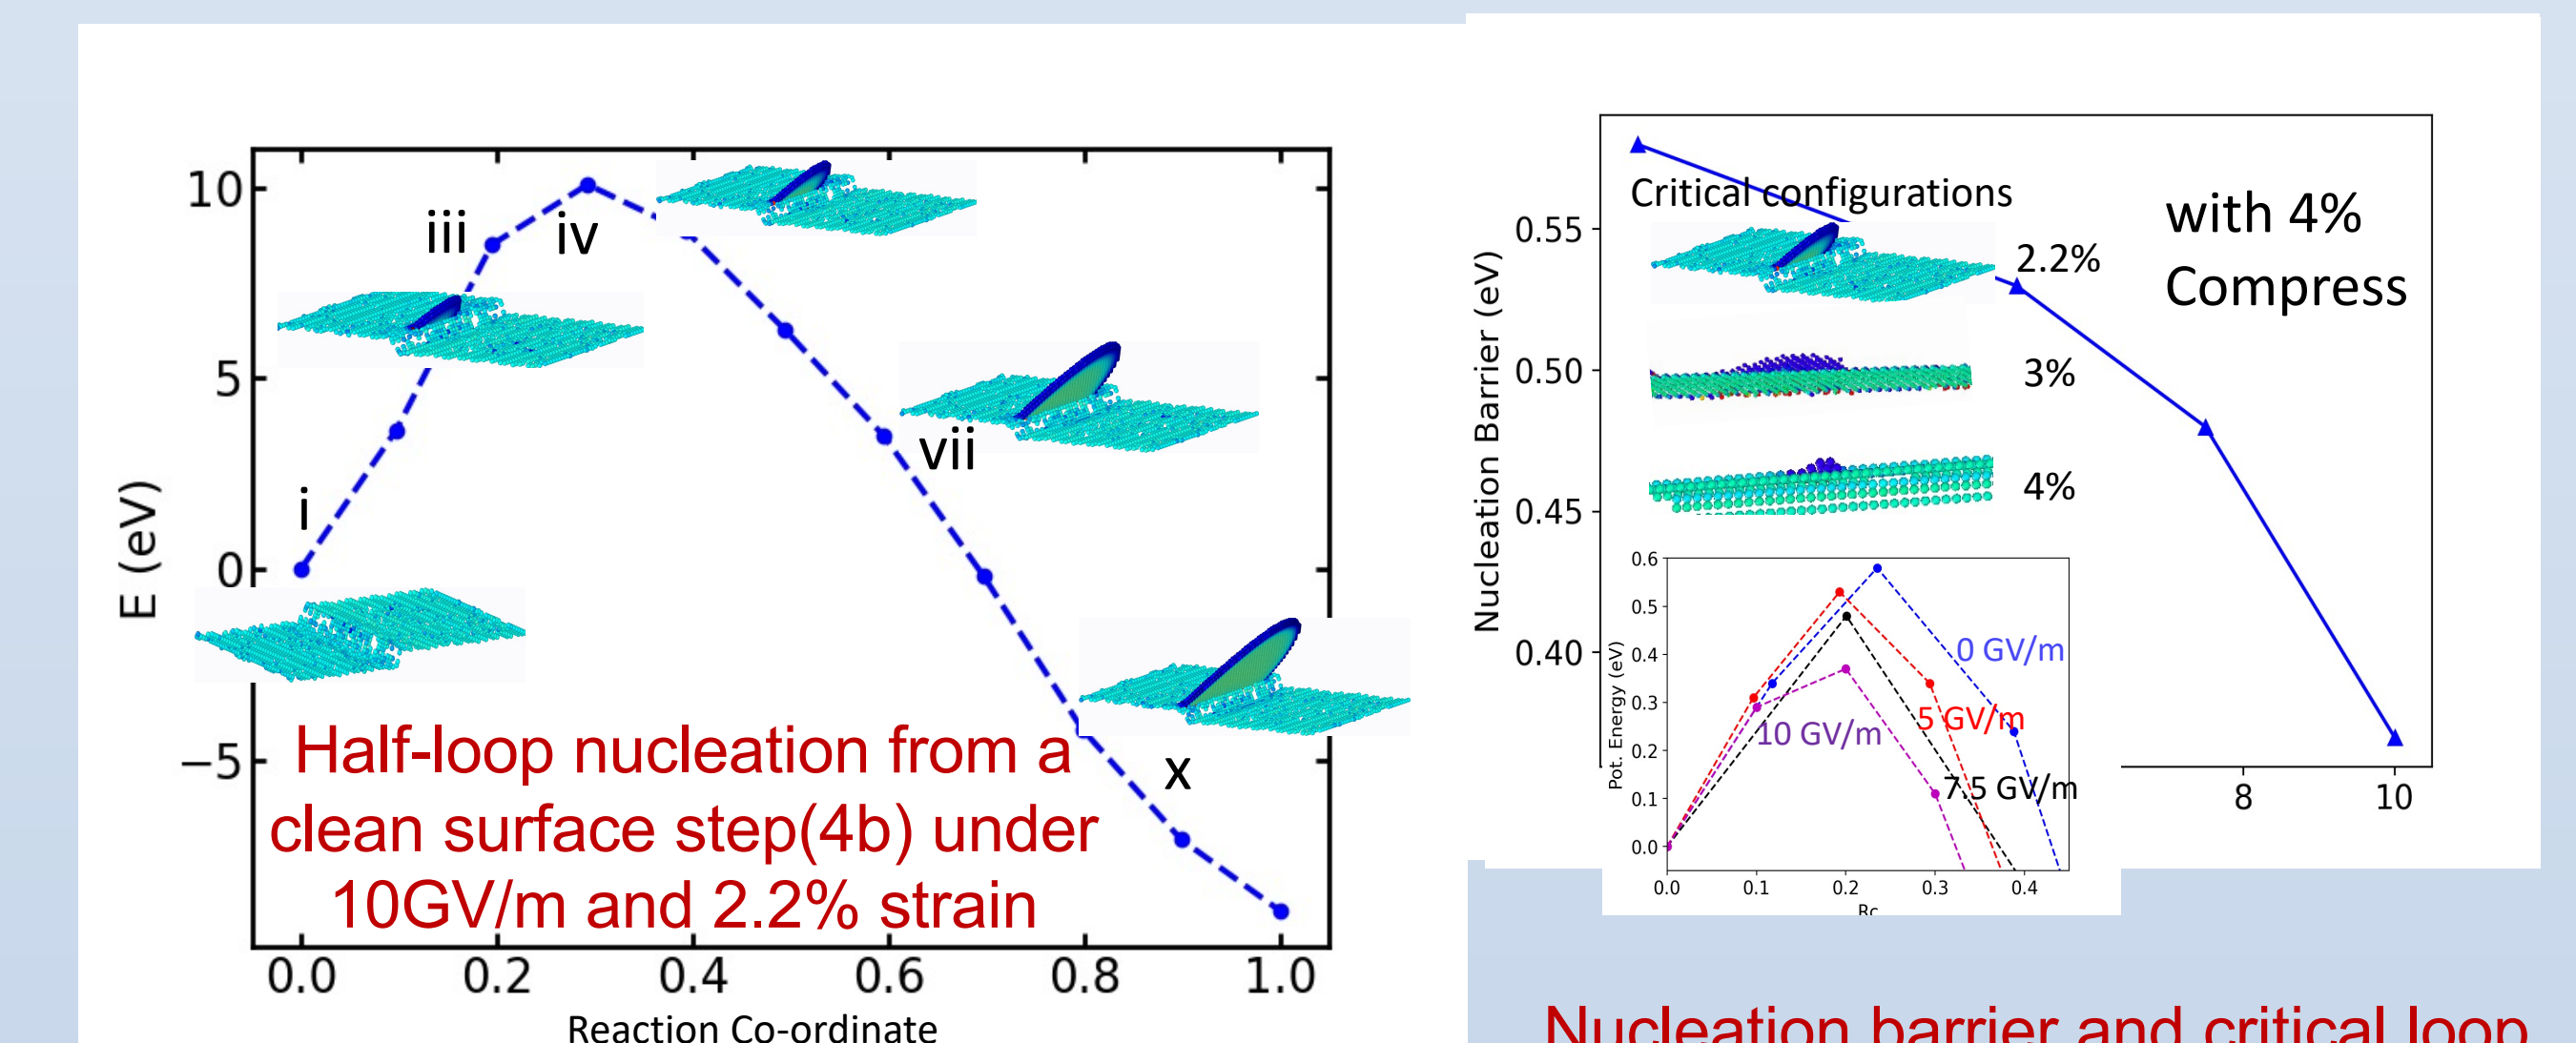 10
5
0
−5
E (eV)
i
iii
iv
vii
x
Half-loop nucleation from a
clean surface step(4b) under
10GV/m and 2.2% strain
0.0 0.2 0.4 0.6 0.8 1.0
Reaction Co-ordinate
Nucleation Barrier (eV)
0.55
0.50
0.45
0.40
Critical configurations
2.2%
3%
4%
with 4%
Compress
8 10
Pot. Energy (eV)
0.6
0.5
0.4
0.3
0.2
0.1
0.0
0 GV/m
5 GV/m
10 GV/m
7.5 GV/m
0.0 0.1 0.2 0.3 0.4
Rc
Nucleation barrier and critical loop